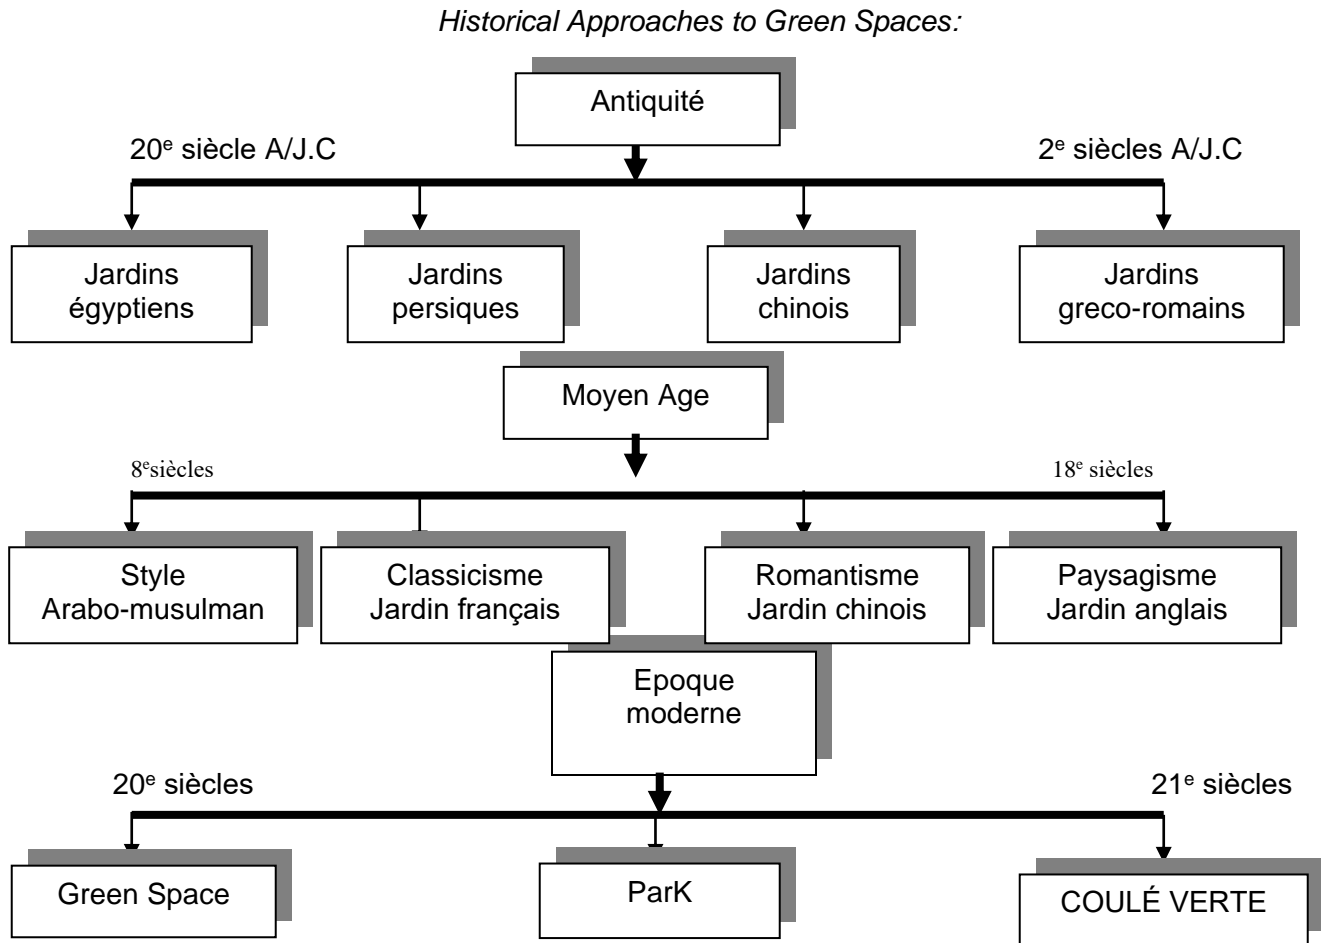 Historical Approaches to Green Spaces:
Antiquité
20e siècle A/J.C
2e siècles A/J.C
Jardins
égyptiens
Jardins
persiques
Jardins
chinois
Jardins
greco-romains
Moyen Age
8esiècles
18e siècles
Style
Arabo-musulman
Classicisme
Jardin français
Romantisme
Jardin chinois
Paysagisme
Jardin anglais
Epoque
moderne
20e siècles
21e siècles
Green Space
ParK
COULÉ VERTE